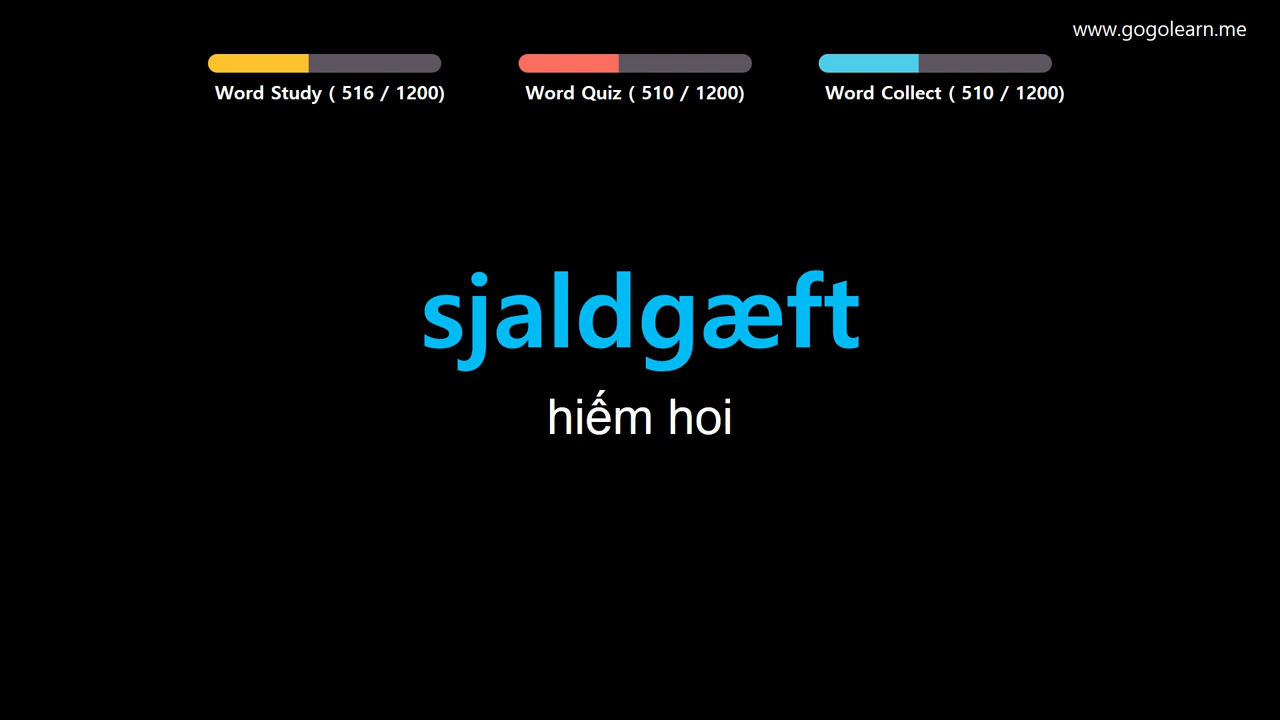 www.gogolearn.me
Word Study ( 516 / 1200)
Word Quiz ( 510 / 1200)
Word Collect ( 510 / 1200)
sjaldgæft
hiếm hoi